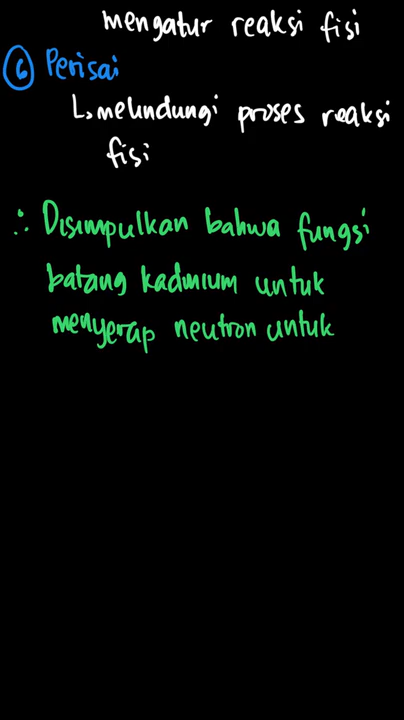 mengatur reaksi fisi
⑥ Perisai
↳ melindungi proses reaksi
fisi
∴ Disimpulkan bahwa fungsi
batang kadmium untuk
menyerap neutron untuk